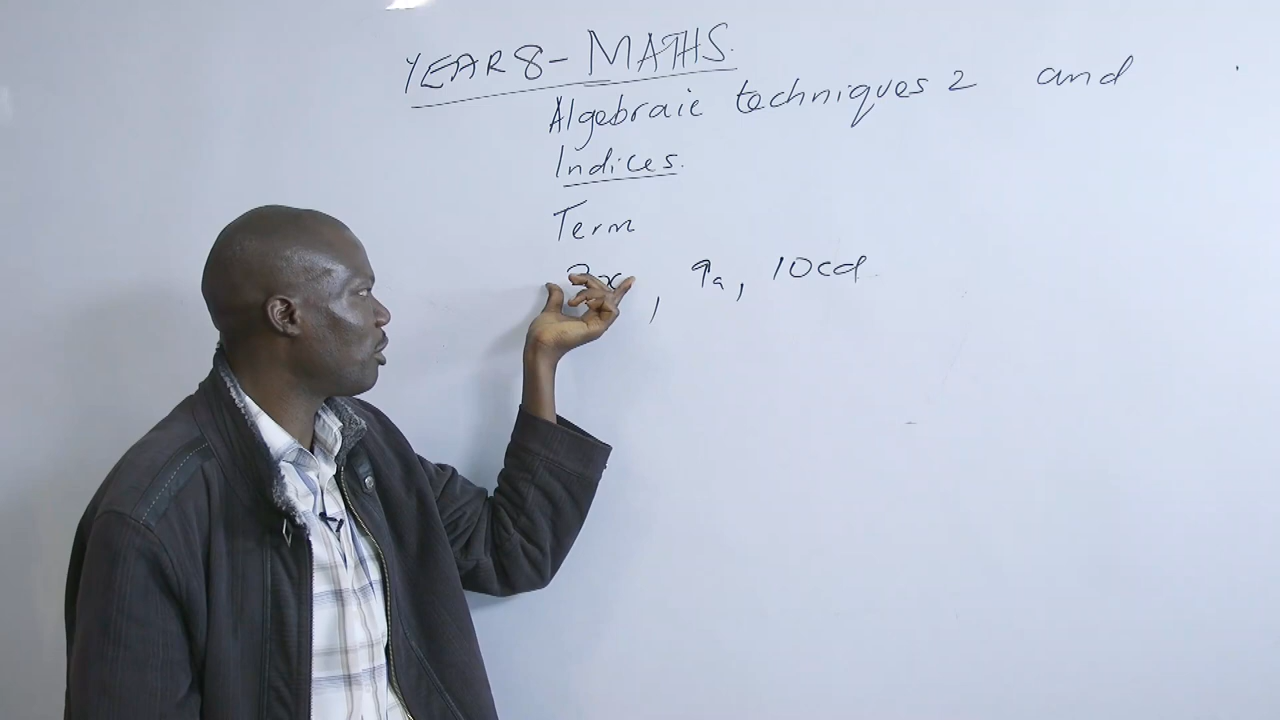 YEAR 8 - MATHS.
Algebraic techniques 2 and
Indices.
Term
, 9a, 10cd